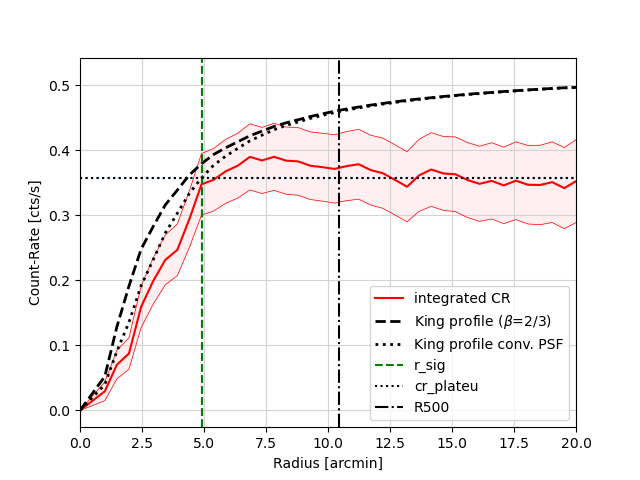 0.5
0.4
0.3
0.2
0.1
0.0
Count-Rate [cts/s]
integrated CR
King profile (β=2/3)
King profile conv. PSF
r_sig
cr_plateu
R500
0.0 2.5 5.0 7.5 10.0 12.5 15.0 17.5 20.0
Radius [arcmin]